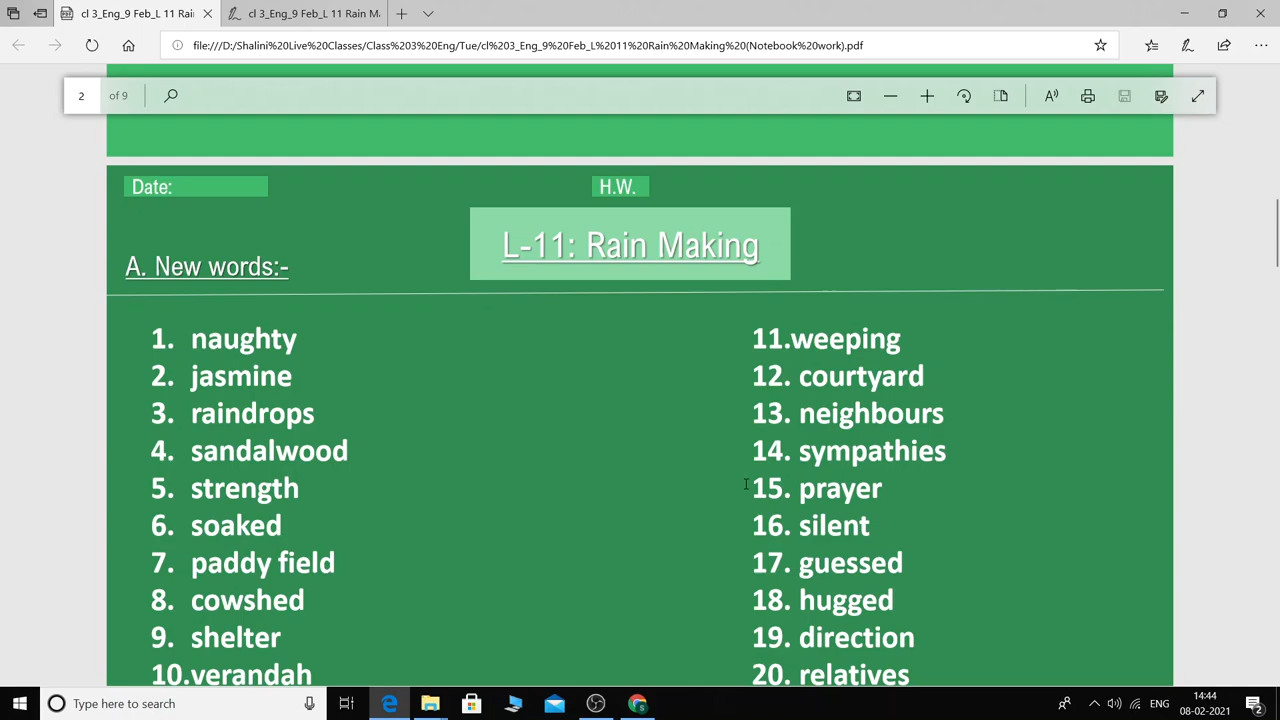 cl 3_Eng_9 Feb_L 11 Rai
cl 3_Eng_9 Feb_L 11 Rain M
file:///D:/Shalini%20Live%20Classes/Class%203%20Eng/Tue/cl%203_Eng_9%20Feb_L%2011%20Rain%20Making%20(Notebook%20work).pdf
2 of 9
Date:
H.W.
L-11: Rain Making
A. New words:-
1. naughty
2. jasmine
3. raindrops
4. sandalwood
5. strength
6. soaked
7. paddy field
8. cowshed
9. shelter
10.verandah
11.weeping
12. courtyard
13. neighbours
14. sympathies
15. prayer
16. silent
17. guessed
18. hugged
19. direction
20. relatives
Type here to search
ENG
14:44
08-02-2021
2